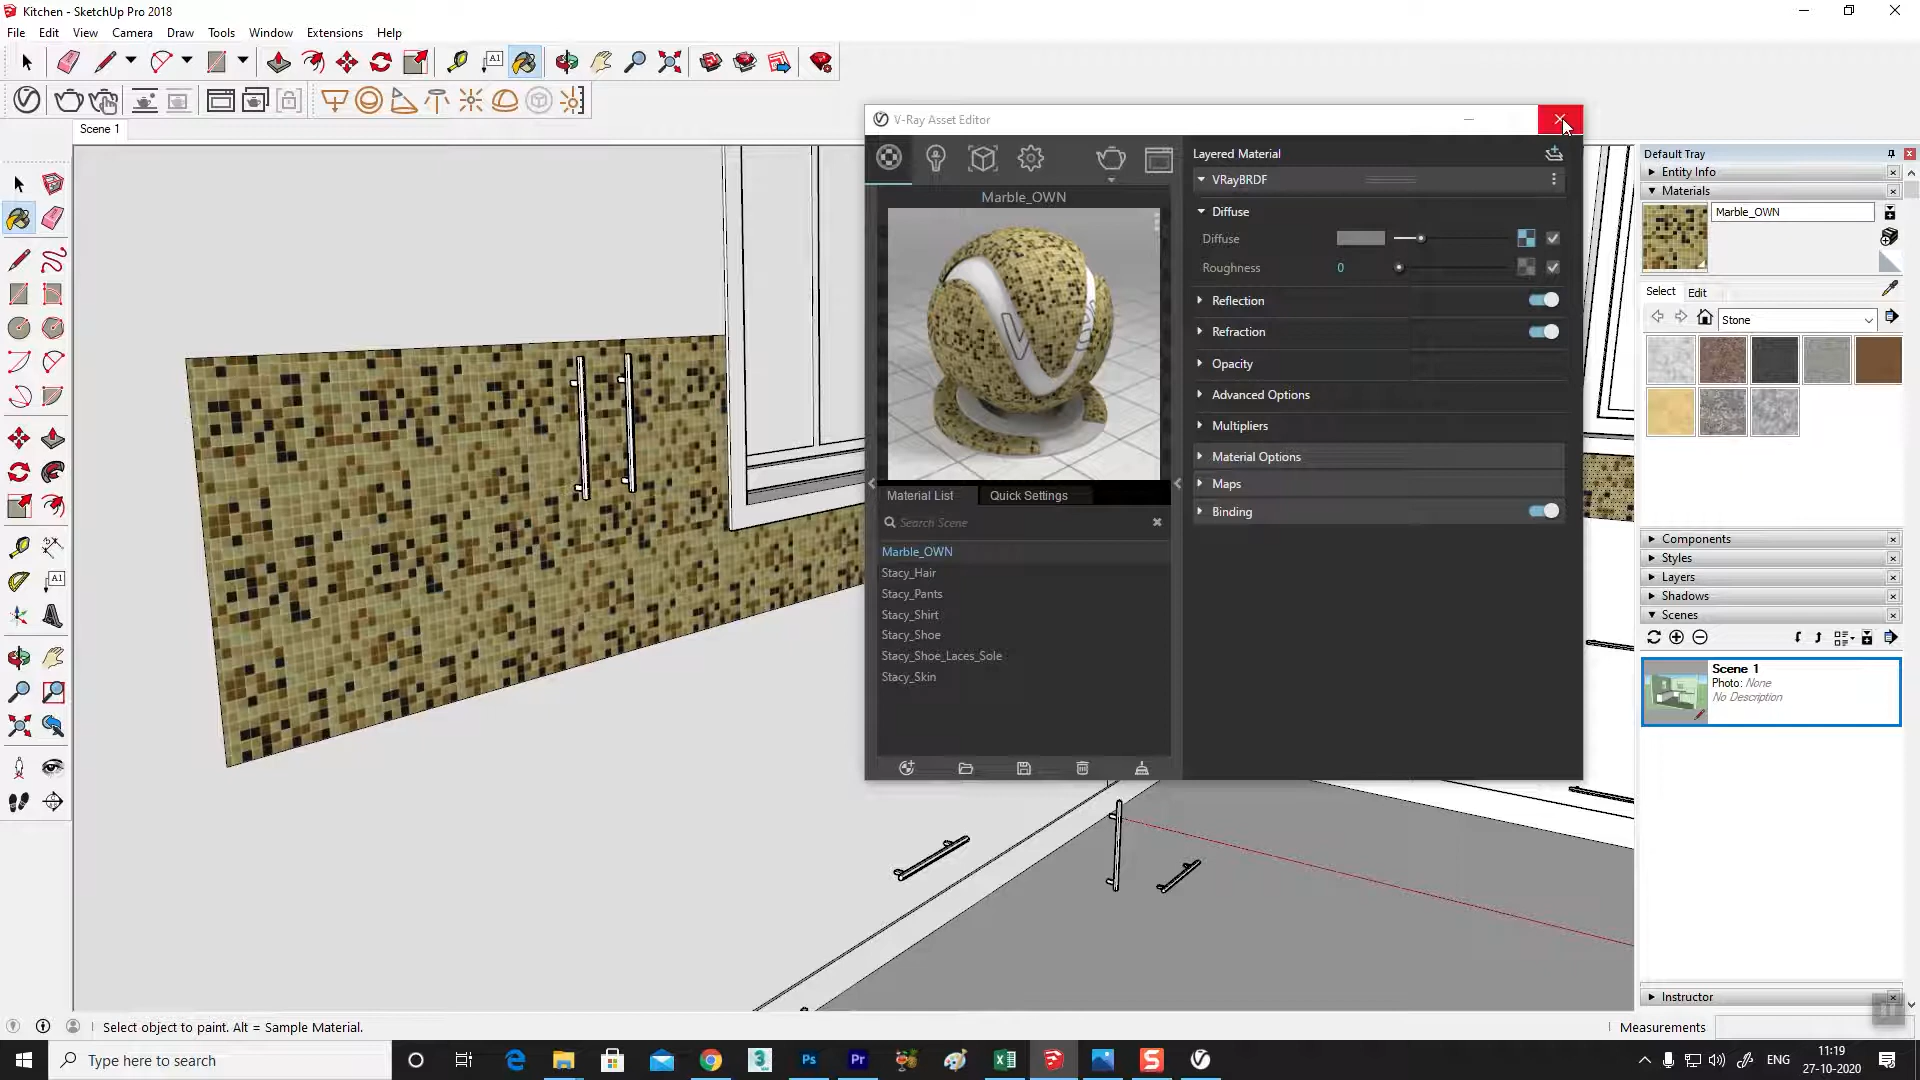 Kitchen - SketchUp Pro 2018
File Edit View Camera Draw Tools Window Extensions Help
Scene 1
V-Ray Asset Editor
Marble_OWN
Material List Quick Settings
Search Scene
Marble_OWN
Stacy_Hair
Stacy_Pants
Stacy_Shirt
Stacy_Shoe
Stacy_Shoe_Laces_Sole
Stacy_Skin
Layered Material
VRayBRDF
Diffuse
Diffuse
Roughness 0
Reflection
Refraction
Opacity
Advanced Options
Multipliers
Material Options
Maps
Binding
Default Tray
Entity Info
Materials
Marble_OWN
Select Edit
Stone
Components
Styles
Layers
Shadows
Scenes
Scene 1
Photo: None
No Description
Instructor
Select object to paint. Alt = Sample Material.
Measurements
Type here to search
ENG
11:19
27-10-2020